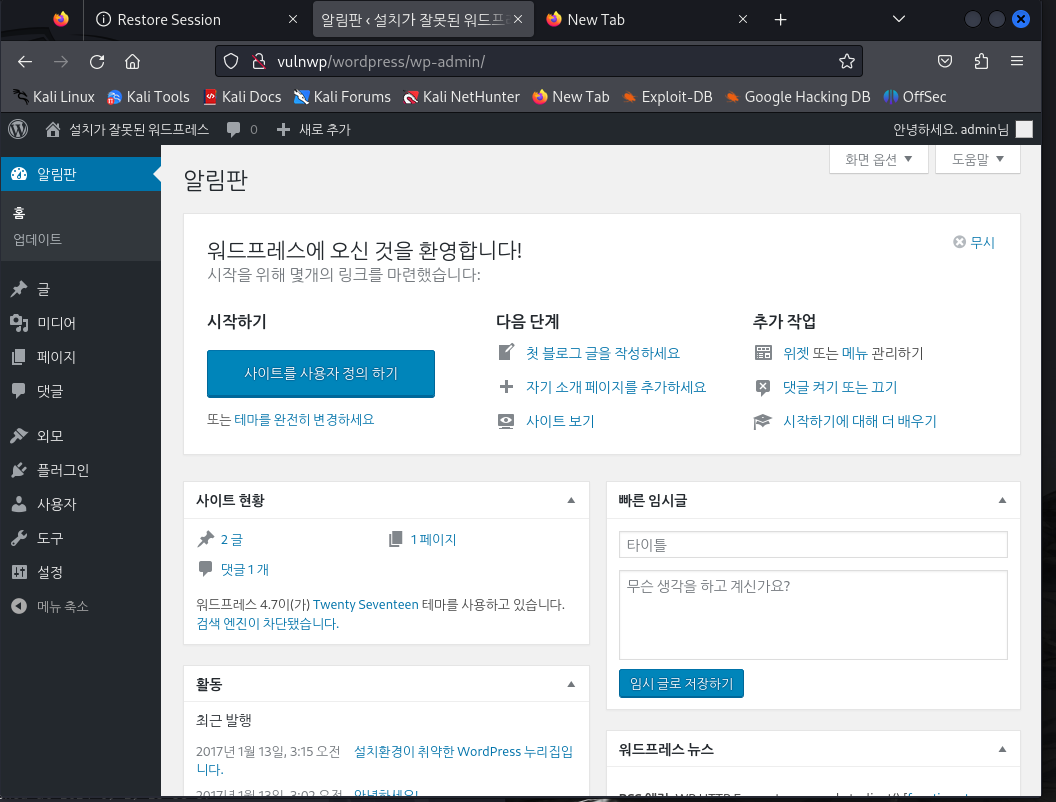 Restore Session
알림판 ‹ 설치가 잘못된 워드프
New Tab
vulnwp/wordpress/wp-admin/
Kali Linux Kali Tools Kali Docs Kali Forums Kali NetHunter New Tab Exploit-DB Google Hacking DB OffSec
설치가 잘못된 워드프레스 0 새로 추가 안녕하세요. admin님
화면 옵션 도움말
알림판
홈
업데이트
글
미디어
페이지
댓글
외모
플러그인
사용자
도구
설정
메뉴 축소
알림판
워드프레스에 오신 것을 환영합니다!
무시
시작을 위해 몇개의 링크를 마련했습니다:
시작하기
사이트를 사용자 정의 하기
또는 테마를 완전히 변경하세요
다음 단계
첫 블로그 글을 작성하세요
자기 소개 페이지를 추가하세요
사이트 보기
추가 작업
위젯 또는 메뉴 관리하기
댓글 켜기 또는 끄기
시작하기에 대해 더 배우기
사이트 현황
2 글 1 페이지
댓글 1 개
워드프레스 4.7이(가) Twenty Seventeen 테마를 사용하고 있습니다.
검색 엔진이 차단됐습니다.
활동
최근 발행
2017년 1월 13일, 3:15 오전 설치환경이 취약한 WordPress 누리집입
니다.
2017년 1월 13일, 3:02 오전 안녕하세요!
빠른 임시글
타이틀
무슨 생각을 하고 계신가요?
임시 글로 저장하기
워드프레스 뉴스